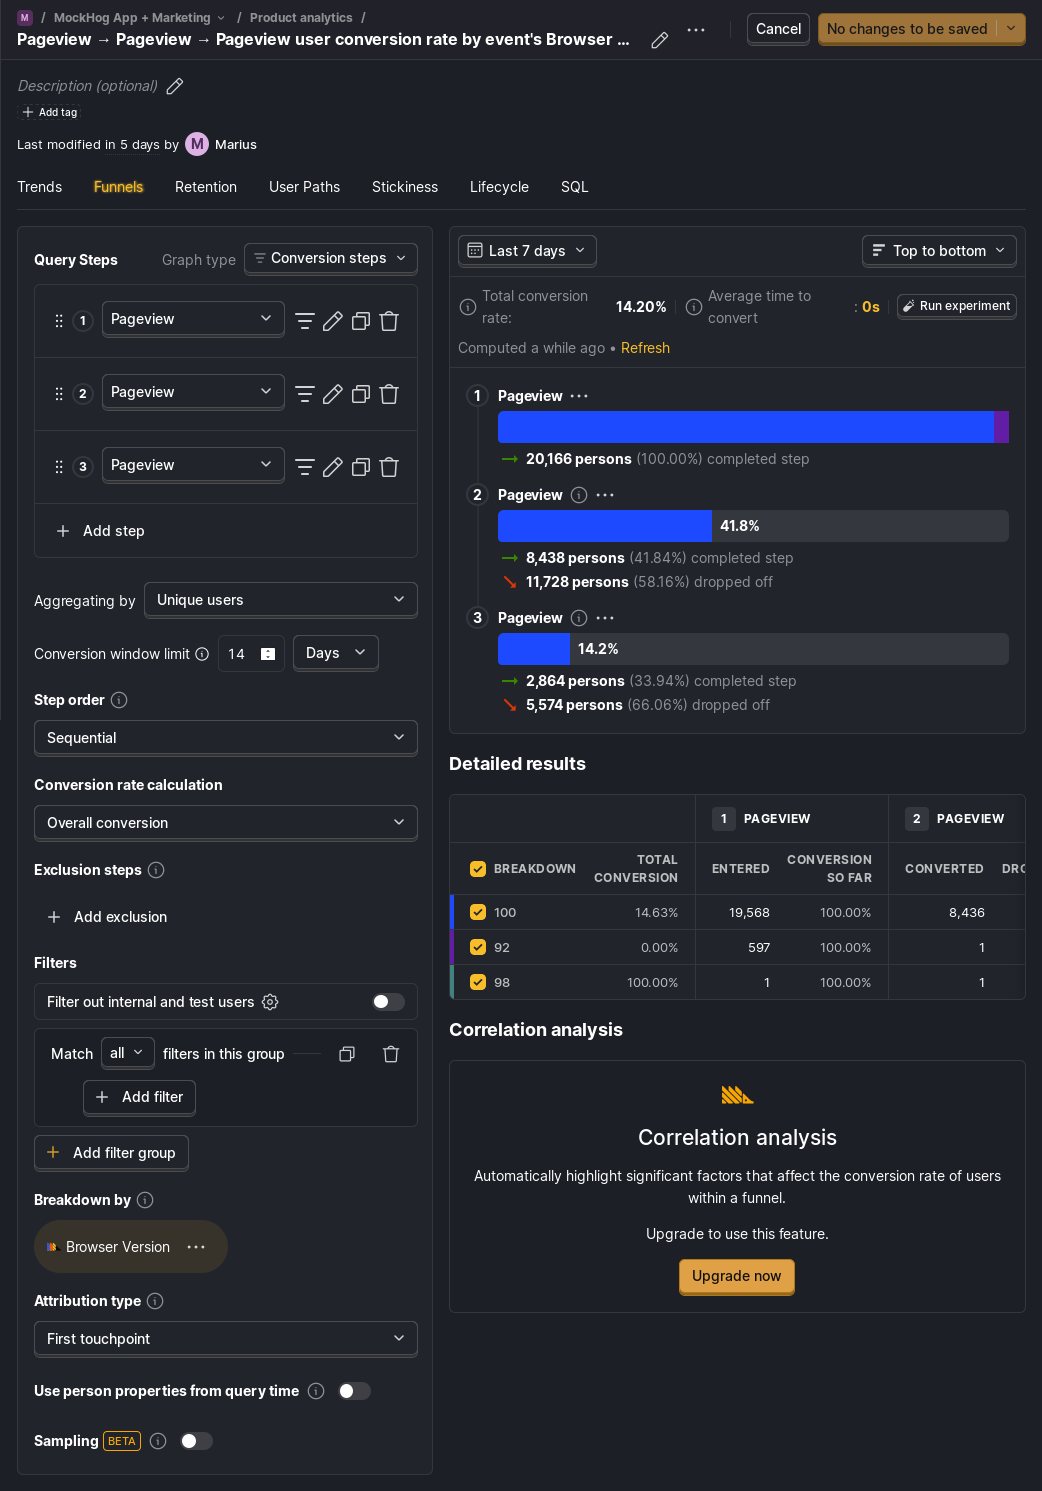 M / MockHog App + Marketing / Product analytics /
Pageview → Pageview → Pageview user conversion rate by event's Browser ...
Cancel
No changes to be saved
Description (optional)
Add tag
Last modified in 5 days by M Marius
Trends Funnels Retention User Paths Stickiness Lifecycle SQL
Query Steps
Graph type Conversion steps
1 Pageview
2 Pageview
3 Pageview
Add step
Aggregating by Unique users
Conversion window limit 14 Days
Step order
Sequential
Conversion rate calculation
Overall conversion
Exclusion steps
Add exclusion
Filters
Filter out internal and test users
Match all filters in this group
Add filter
Add filter group
Breakdown by
Browser Version
Attribution type
First touchpoint
Use person properties from query time
Sampling BETA
Last 7 days
Top to bottom
Total conversion
rate:
14.20%
Average time to
convert
: 0s
Run experiment
Computed a while ago • Refresh
1 Pageview
20,166 persons (100.00%) completed step
2 Pageview
41.8%
8,438 persons (41.84%) completed step
11,728 persons (58.16%) dropped off
3 Pageview
14.2%
2,864 persons (33.94%) completed step
5,574 persons (66.06%) dropped off
Detailed results
1 PAGEVIEW 2 PAGEVIEW
BREAKDOWN
TOTAL
CONVERSION
ENTERED
CONVERSION
SO FAR
CONVERTED DRO
100 14.63% 19,568 100.00% 8,436
92 0.00% 597 100.00% 1
98 100.00% 1 100.00% 1
Correlation analysis
Correlation analysis
Automatically highlight significant factors that affect the conversion rate of users
within a funnel.
Upgrade to use this feature.
Upgrade now